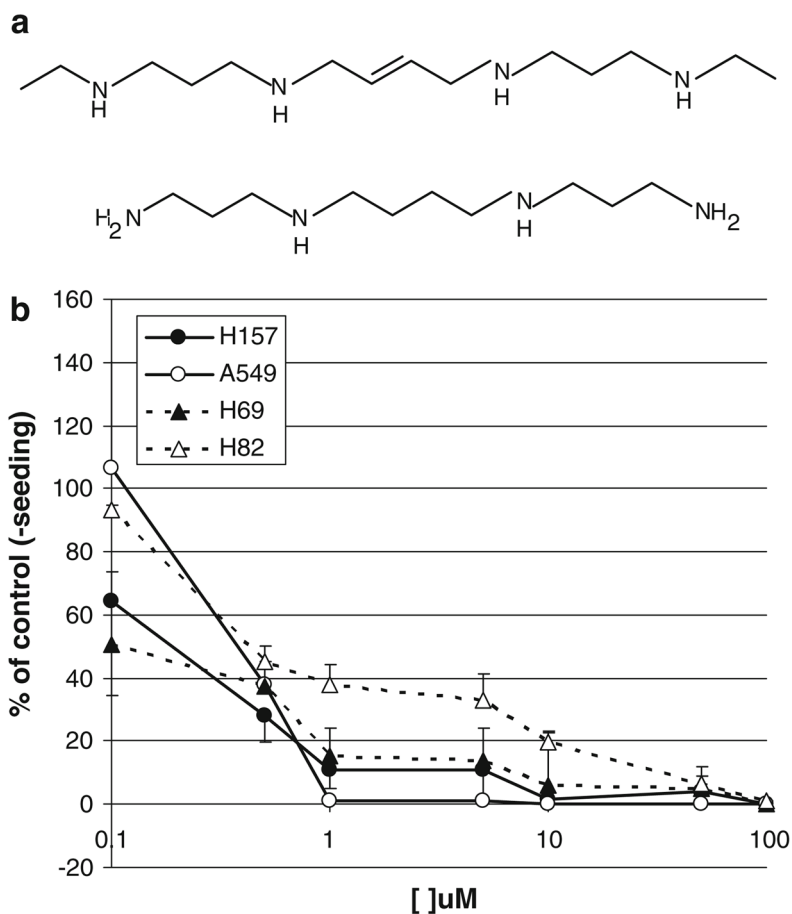 a
N H N H N H N H
H2N N H N H NH2
b
160
140
120
100
80
60
40
20
0
-20
% of control (-seeding)
H157
A549
H69
H82
0.1 1 10 100
[ ]uM